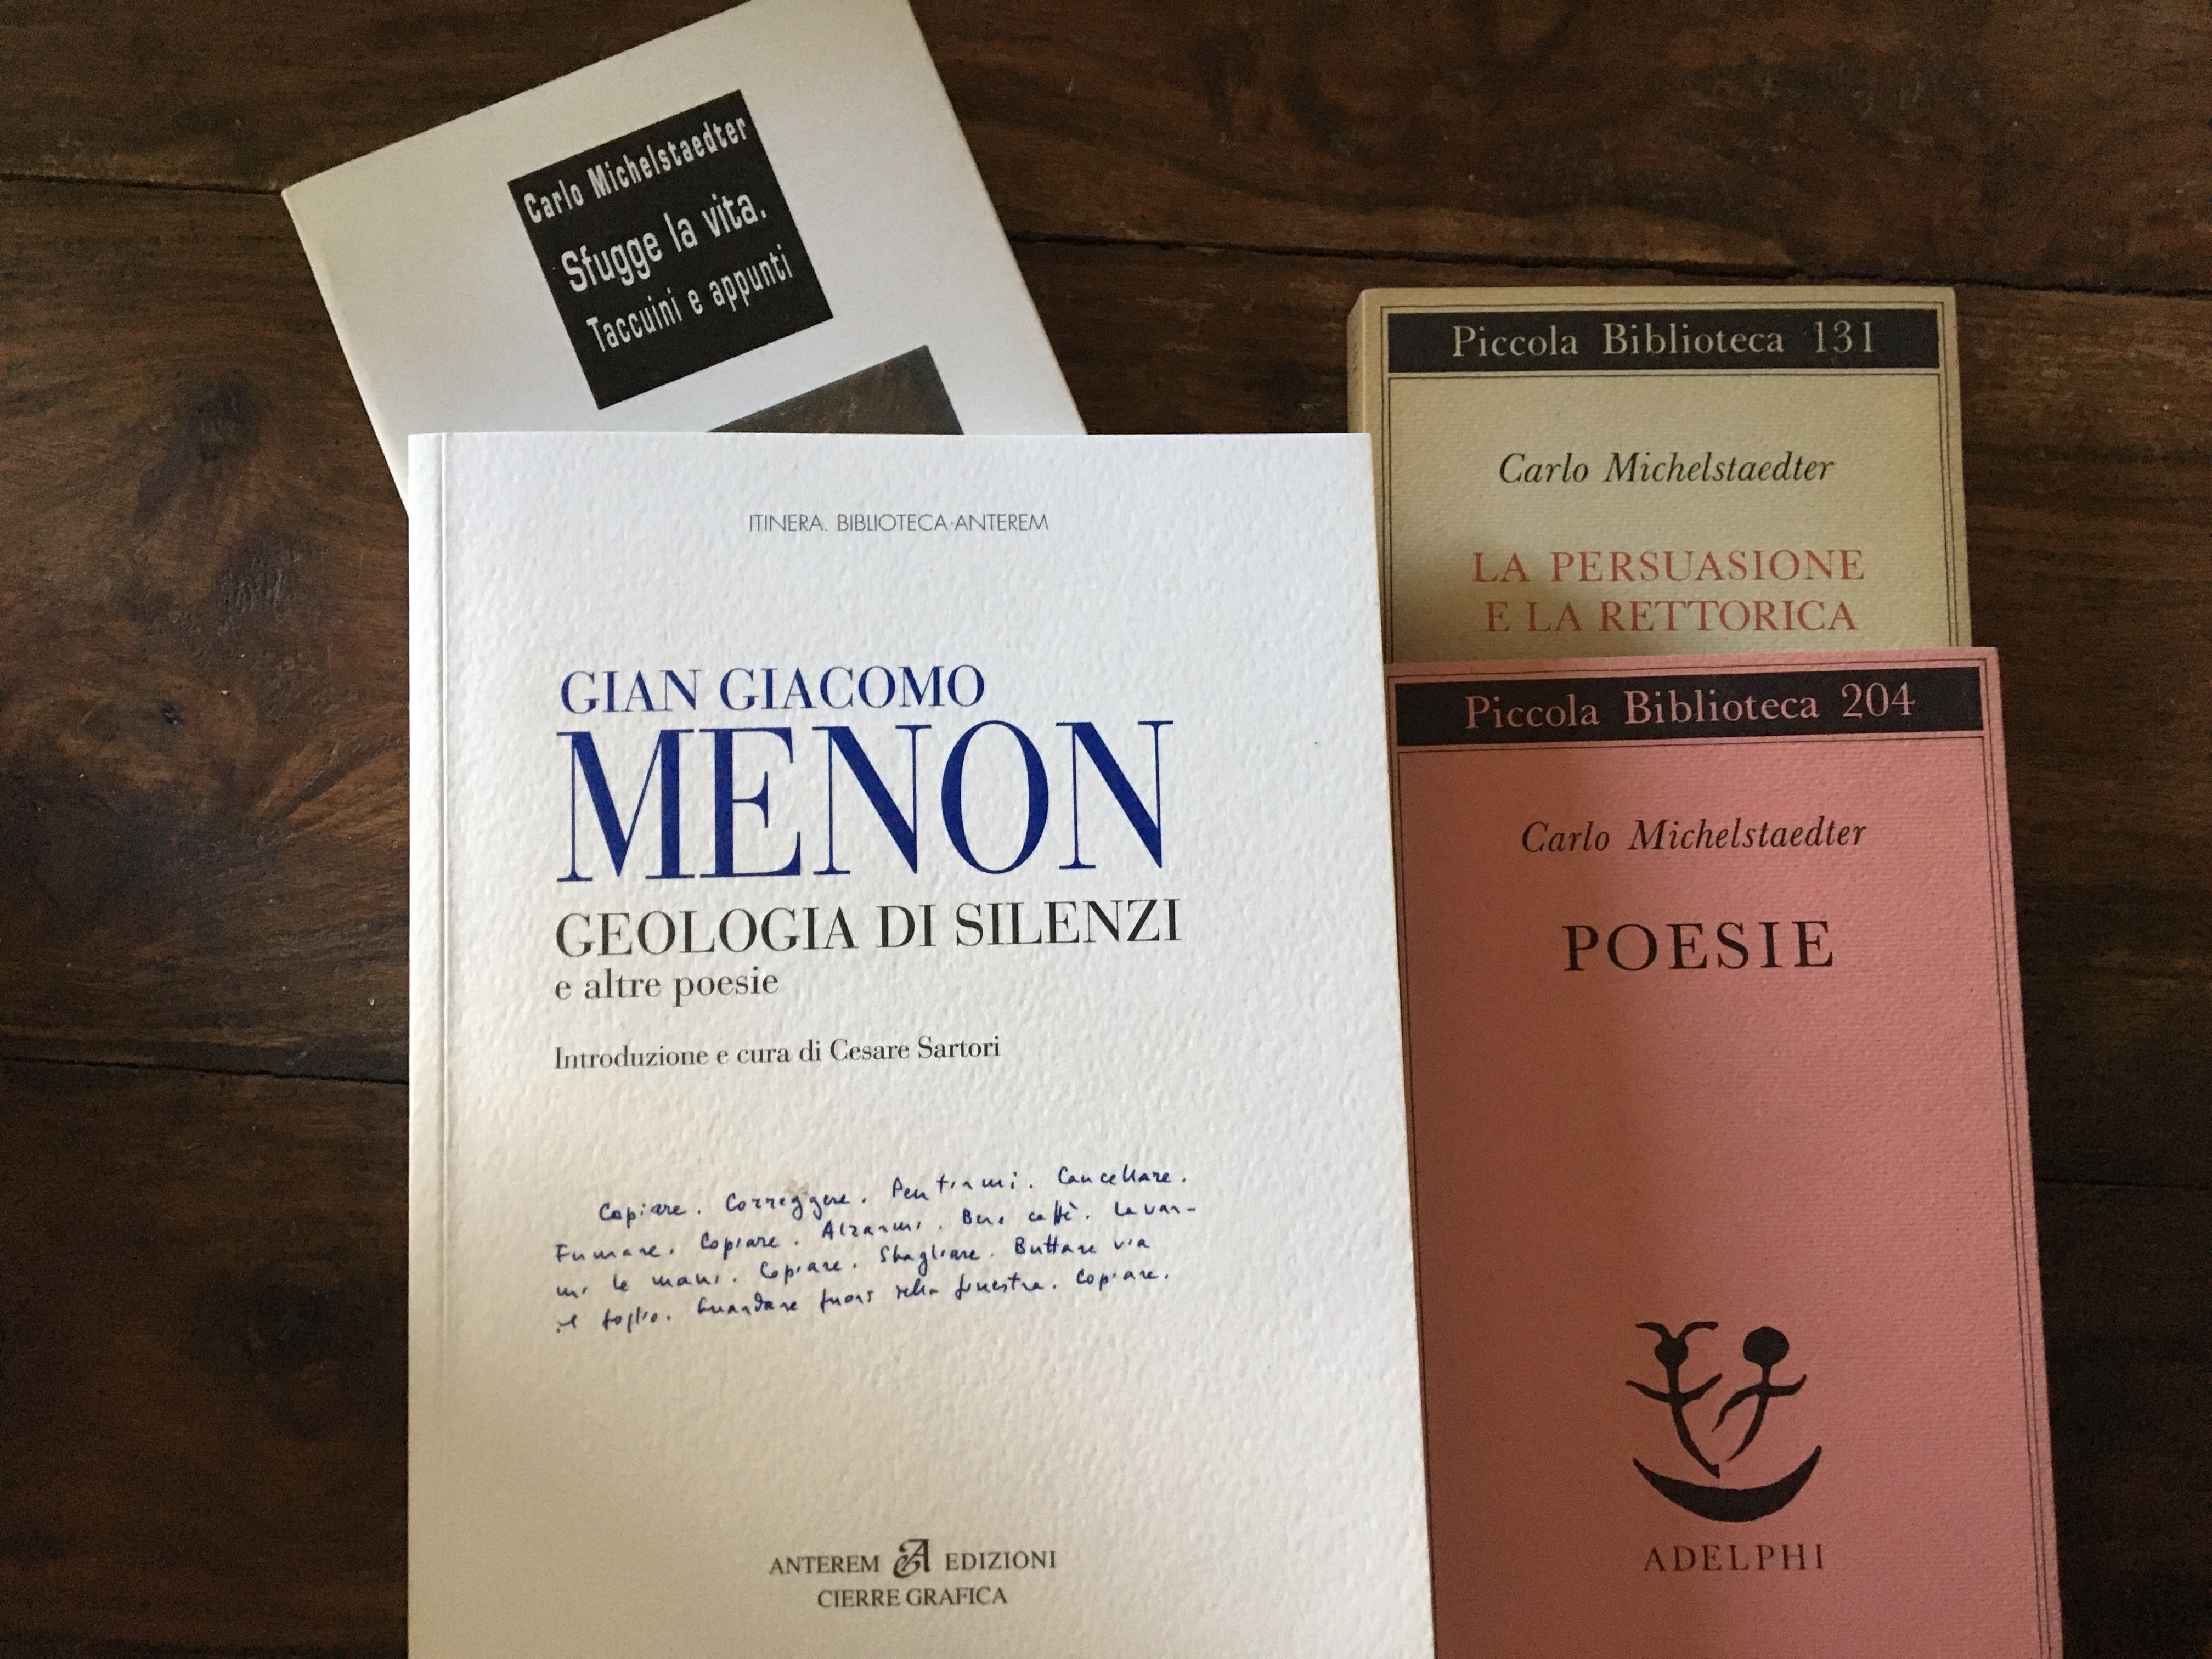 Carlo Michelstaedter
Sfugge la vita.
Taccuini e appunti
Piccola Biblioteca 131
Carlo Michelstaedter
LA PERSUASIONE
E LA RETTORICA
ITINERA. BIBLIOTECA·ANTEREM
GIAN GIACOMO
MENON
GEOLOGIA DI SILENZI
e altre poesie
Introduzione e cura di Cesare Sartori
Copiare. Correggere. Pentirmi. Cancellare.
Fumare. Copiare. Alzarmi. Bere caffè. Lavar-
mi le mani. Copiare. Sbagliare. Buttare via
il foglio. Guardare fuori della finestra. Copiare.
ANTEREM EDIZIONI
CIERRE GRAFICA
Piccola Biblioteca 204
Carlo Michelstaedter
POESIE
ADELPHI